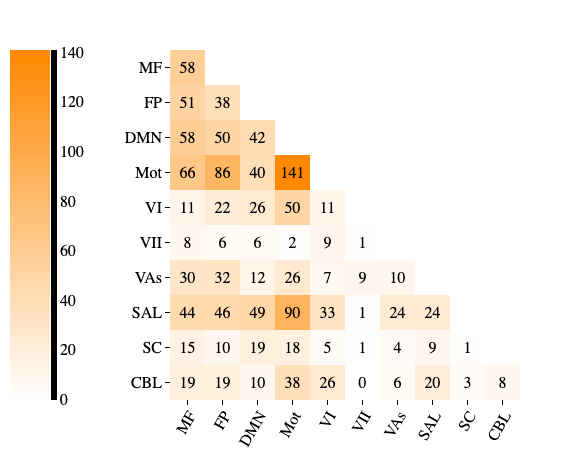 140
120
100
80
60
40
20
0
MF 58
FP 51 38
DMN 58 50 42
Mot 66 86 40 141
VI 11 22 26 50 11
VII 8 6 6 2 9 1
VAs 30 32 12 26 7 9 10
SAL 44 46 49 90 33 1 24 24
SC 15 10 19 18 5 1 4 9 1
CBL 19 19 10 38 26 0 6 20 3 8
MF FP DMN Mot VI VII VAs SAL SC CBL